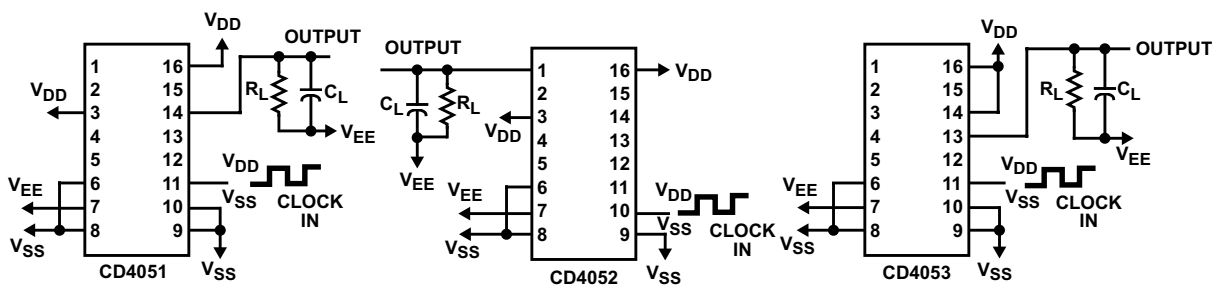 VDD
OUTPUT
1 16
2 15
VDD 3 14 RL CL
4 13 VEE
5 12
VDD
6 11 VSS CLOCK IN
VEE 7 10
VSS 8 9
VSS
CD4051
OUTPUT
1 16 VDD
2 15
CL RL
VDD 3 14
4 13
VEE 5 12
6 11
VEE 7 10 VDD VSS CLOCK IN
VSS 8 9
VSS
CD4052
VDD
OUTPUT
1 16
2 15 RL CL
3 14
4 13
VEE
5 12
VDD
6 11 VSS CLOCK IN
VEE 7 10
VSS 8 9
VSS
CD4053